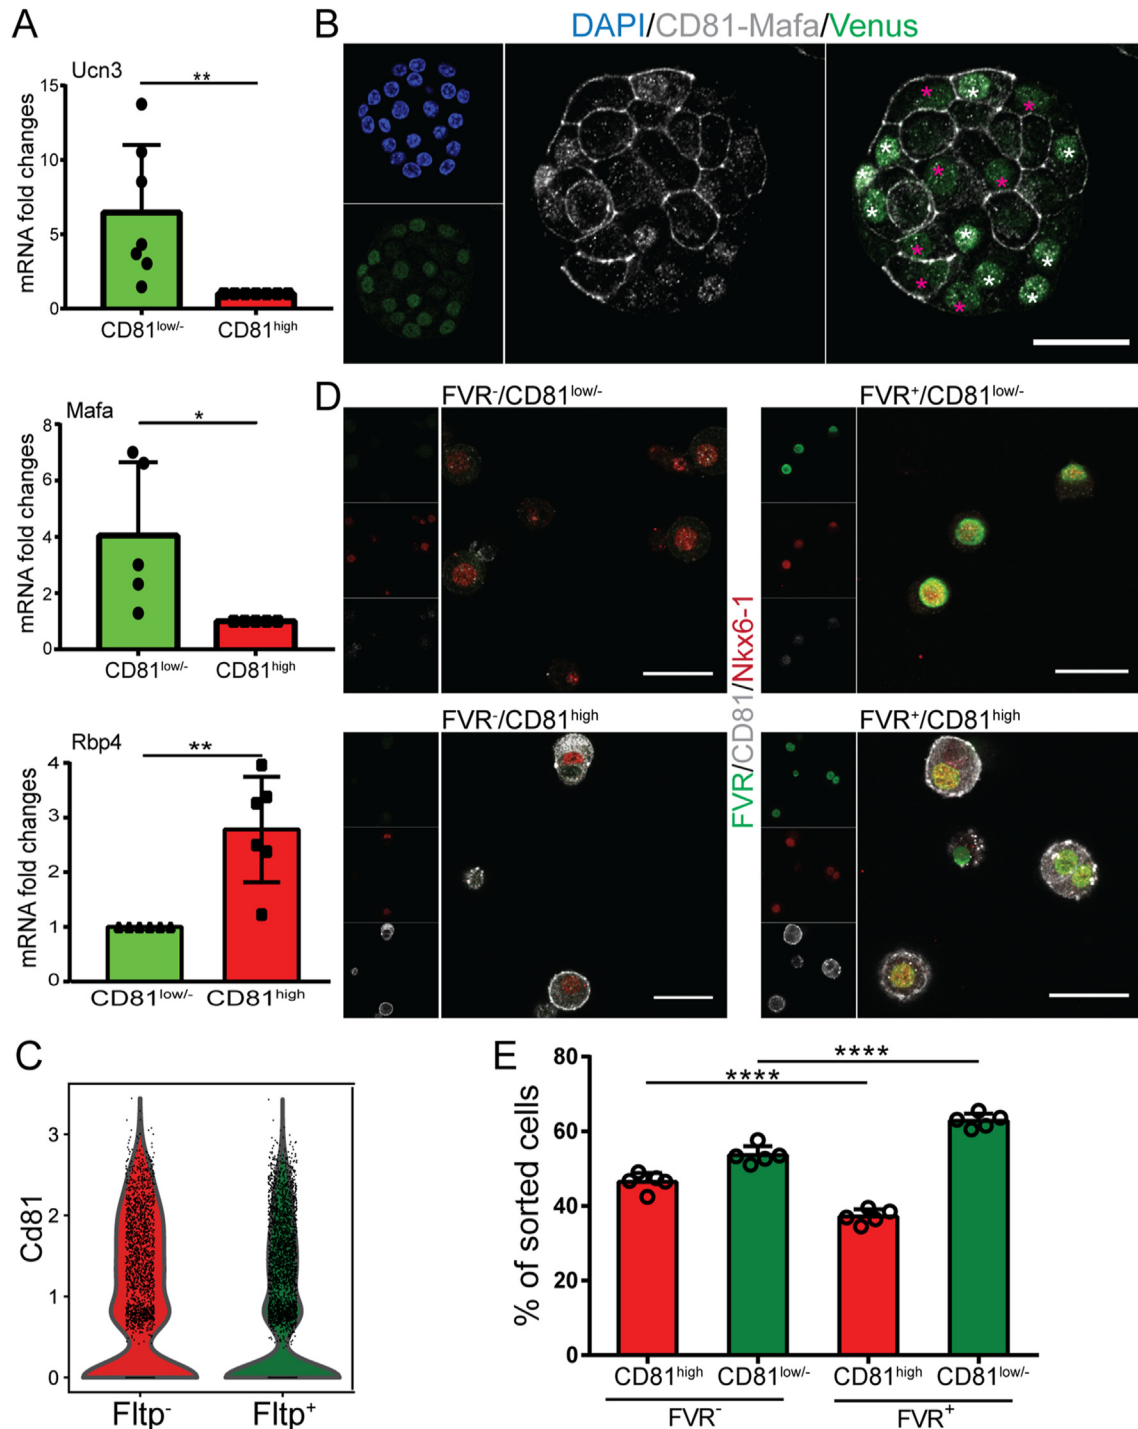 A
Ucn3
**
mRNA fold changes
15
10
5
0
CD81low/-
CD81high
Mafa
*
mRNA fold changes
8
6
4
2
0
CD81low/-
CD81high
Rbp4
**
mRNA fold changes
4
3
2
1
0
CD81low/-
CD81high
B
DAPI/CD81-Mafa/Venus
* * * * * * * * * * * * * * * *
D
FVR-/CD81low/-
FVR+/CD81low/-
FVR/CD81/Nkx6-1
FVR-/CD81high
FVR+/CD81high
C
Cd81
3
2
1
0
Fltp-
Fltp+
E
% of sorted cells
80
60
40
20
0
****
****
CD81high
CD81low/-
CD81high
CD81low/-
FVR-
FVR+